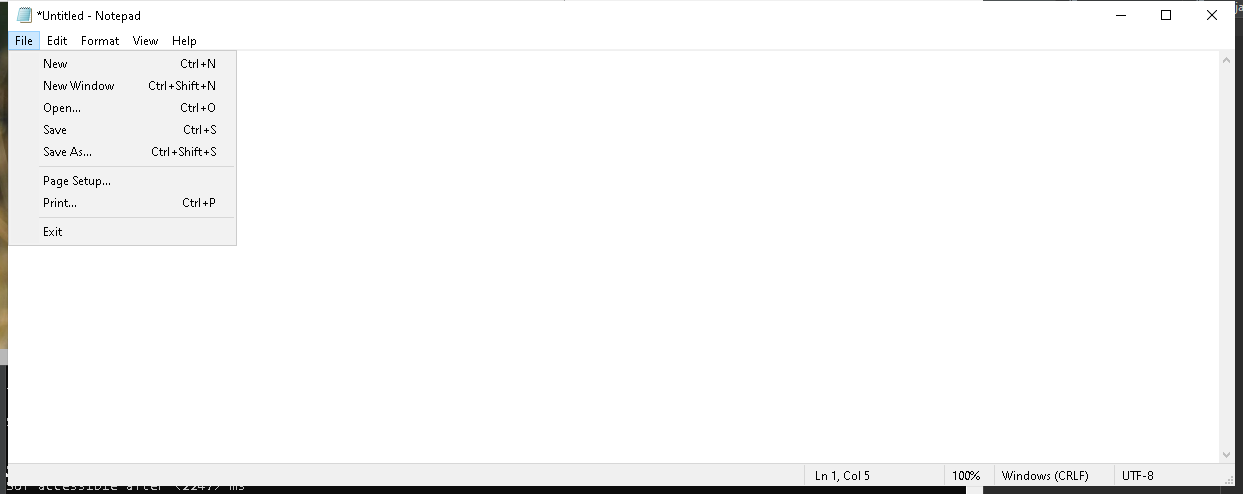 *Untitled - Notepad
File Edit Format View Help
New Ctrl+N
New Window Ctrl+Shift+N
Open... Ctrl+O
Save Ctrl+S
Save As... Ctrl+Shift+S
Page Setup...
Print... Ctrl+P
Exit
Ln 1, Col 5 100% Windows (CRLF) UTF-8
accessible after ms